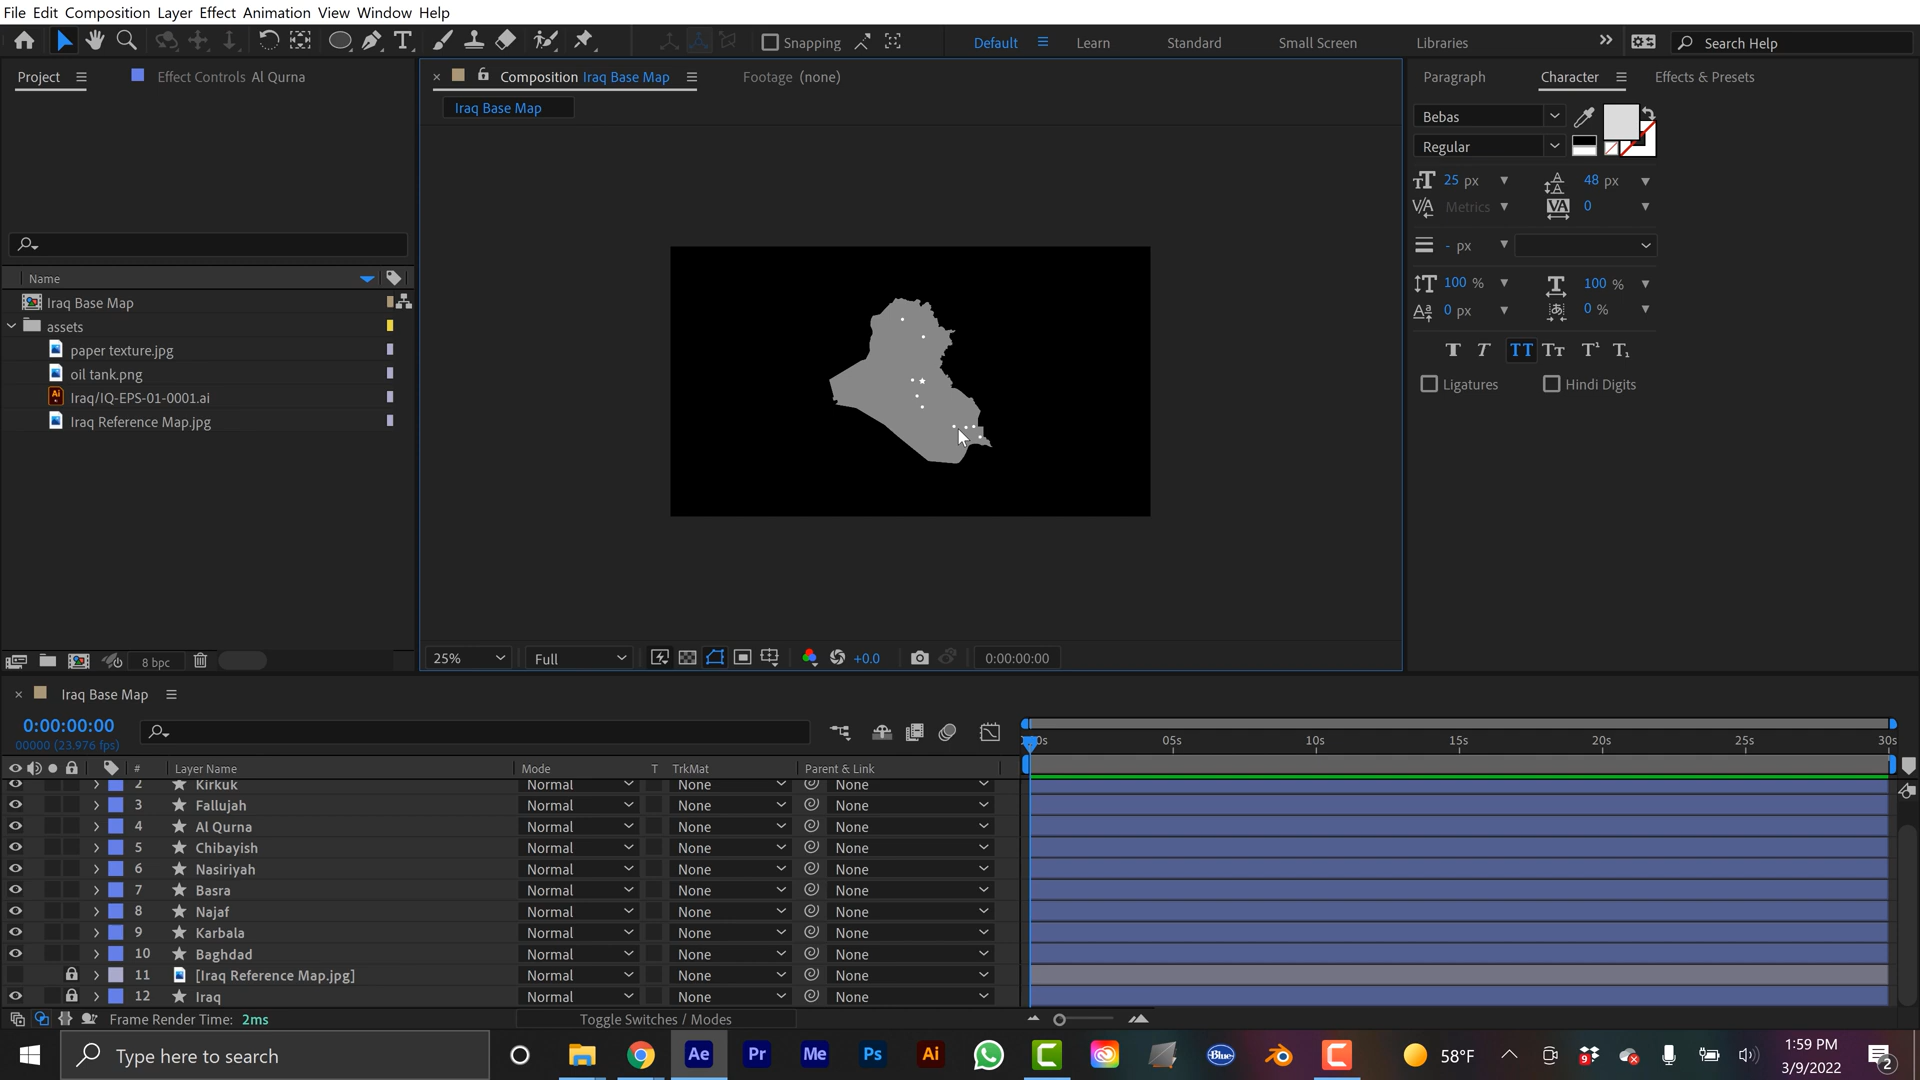 File Edit Composition Layer Effect Animation View Window Help
Snapping
Default Learn Standard Small Screen Libraries
Search Help
Project
Effect Controls Al Qurna
Composition Iraq Base Map
Footage (none)
Paragraph Character Effects & Presets
Iraq Base Map
Bebas
Regular
25 px 48 px
Metrics 0
- px
100 % 100 %
0 px 0 %
Ligatures Hindi Digits
Name
Iraq Base Map
assets
paper texture.jpg
oil tank.png
Iraq/IQ-EPS-01-0001.ai
Iraq Reference Map.jpg
8 bpc
25% Full +0.0 0:00:00:00
Iraq Base Map
0:00:00:00
00000 (23.976 fps)
05s 10s 15s 20s 25s 30s
# Layer Name Mode T TrkMat Parent & Link
2 Kirkuk Normal None None
3 Fallujah Normal None None
4 Al Qurna Normal None None
5 Chibayish Normal None None
6 Nasiriyah Normal None None
7 Basra Normal None None
8 Najaf Normal None None
9 Karbala Normal None None
10 Baghdad Normal None None
11 [Iraq Reference Map.jpg] Normal None None
12 Iraq Normal None None
Frame Render Time: 2ms
Toggle Switches / Modes
Type here to search
Ae Pr Me Ps Ai
58°F
1:59 PM
3/9/2022
2